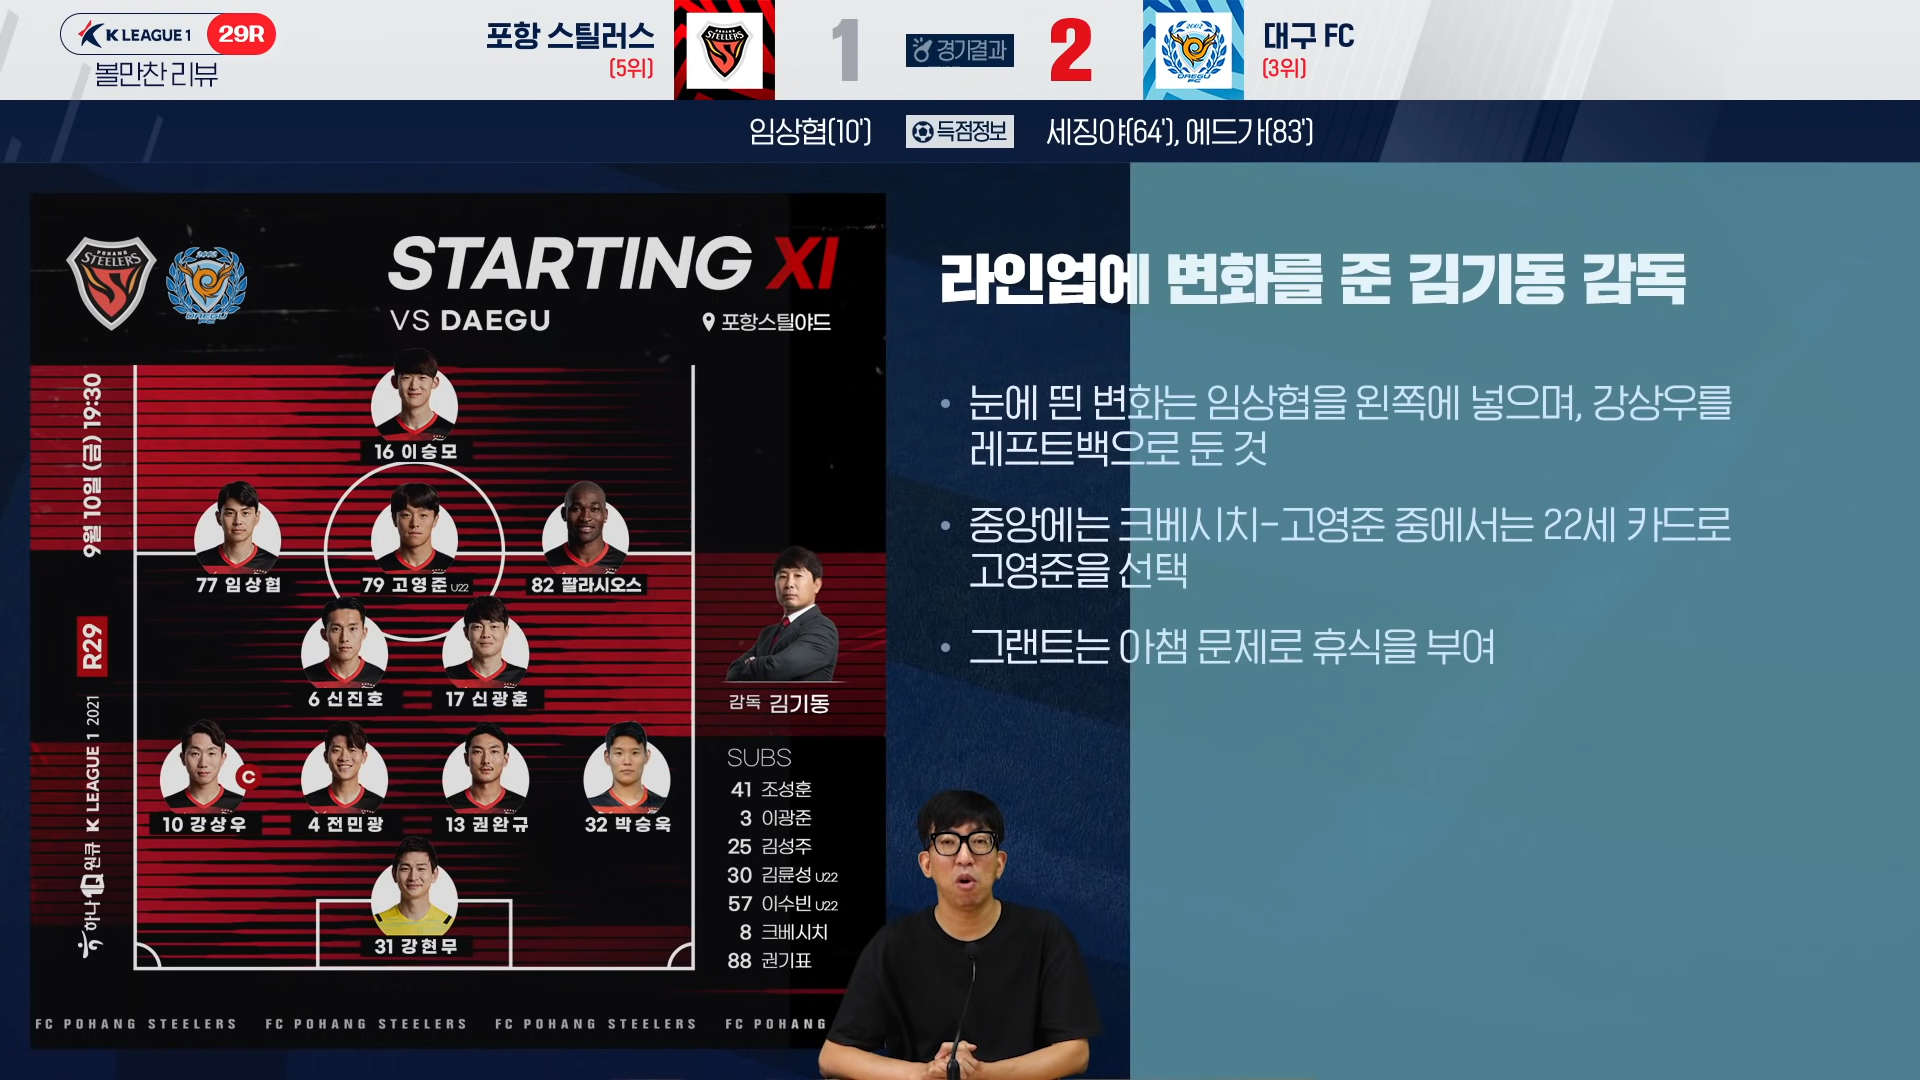 K LEAGUE 1 29R
볼만찬 리뷰
포항 스틸러스
(5위)
1
경기결과
2
대구 FC
(3위)
임상협(10')
득점정보
세징야(64'), 에드가(83')
STEELERS
2002
DAEGU FC
STARTING XI
VS DAEGU
포항스틸야드
9월 10일 (금) 19:30
R29
하나원큐 K LEAGUE 1 2021
16 이승모
77 임상협
79 고영준 U22
82 팔라시오스
6 신진호
17 신광훈
C
10 강상우
4 전민광
13 권완규
32 박승욱
31 강현무
감독 김기동
SUBS
41 조성훈
3 이광준
25 김성주
30 김륜성 U22
57 이수빈 U22
8 크베시치
88 권기표
FC POHANG STEELERS FC POHANG STEELERS FC POHANG STEELERS FC POHANG
라인업에 변화를 준 김기동 감독
• 눈에 띈 변화는 임상협을 왼쪽에 넣으며, 강상우를
레프트백으로 둔 것
• 중앙에는 크베시치-고영준 중에서는 22세 카드로
고영준을 선택
• 그랜트는 아챔 문제로 휴식을 부여